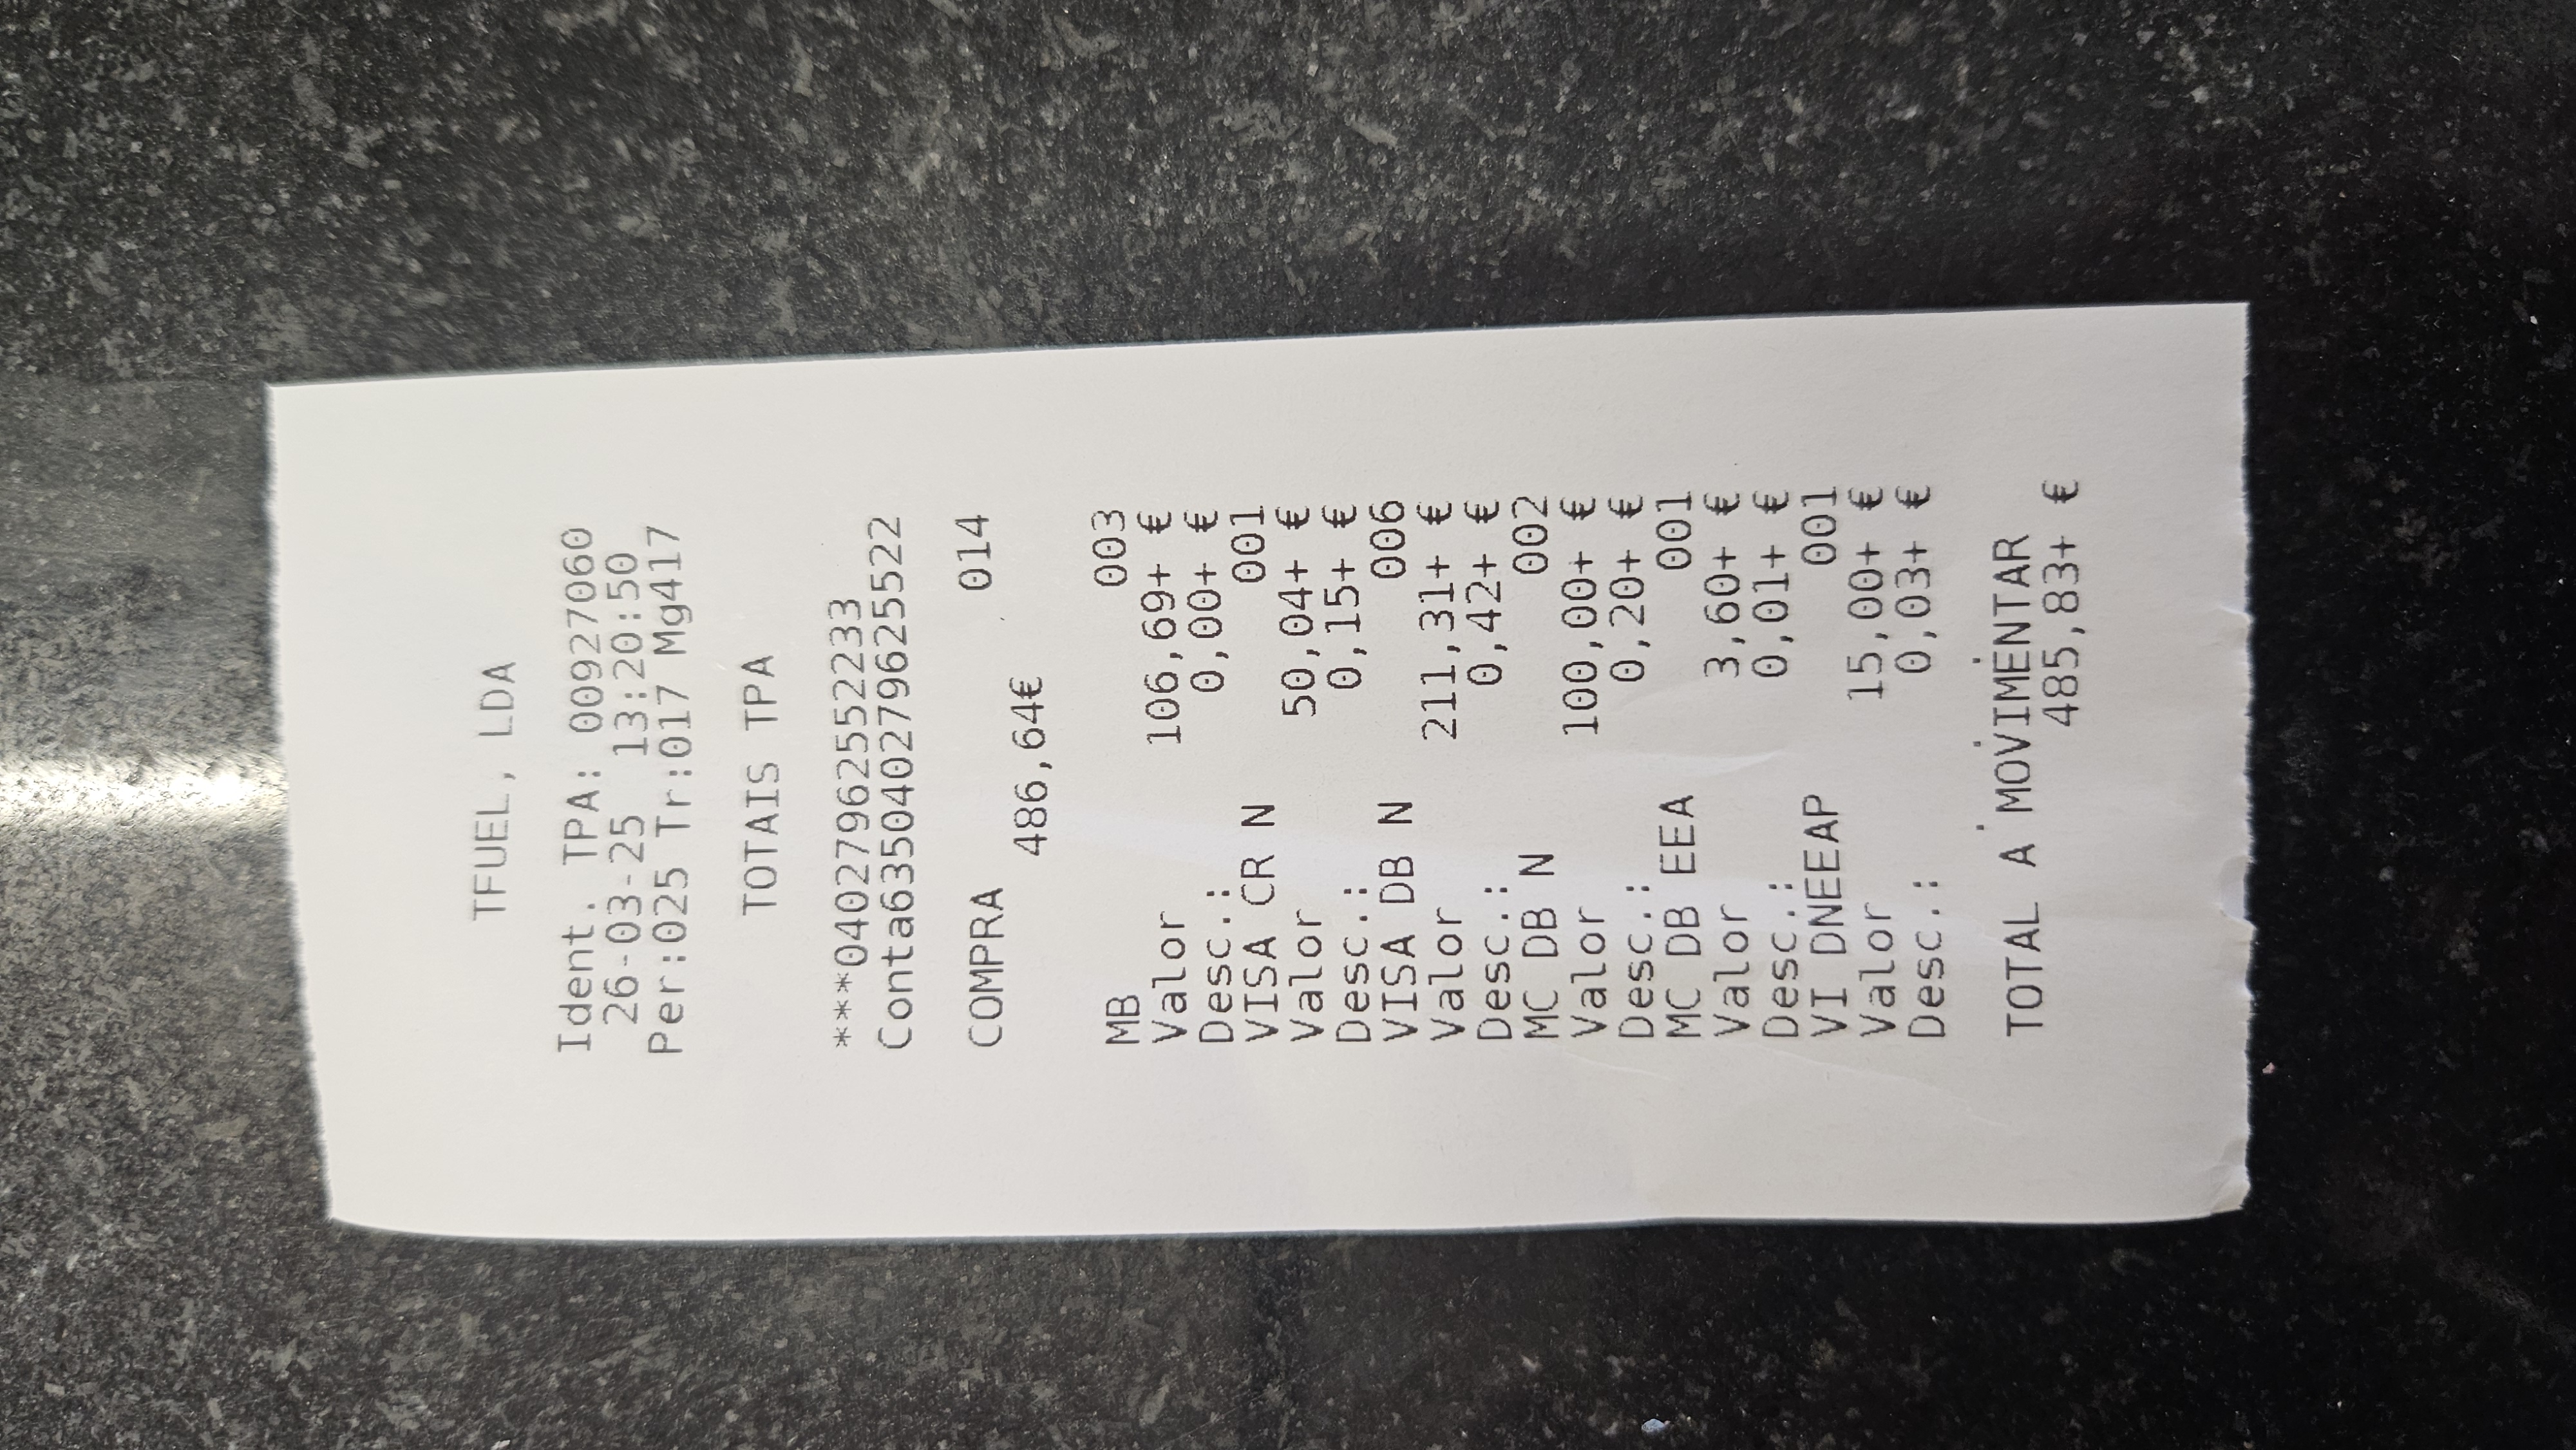 TFUEL, LDA
Ident. TPA: 000927060
26-03-25 13:20:50
Per:025 Tr:017 Mg417
TOTAIS TPA
***040279625552233
Conta6350402796255522
COMPRA 014
486,64€
MB 003
Valor 106,69+ €
Desc.: 0,00+ €
VISA CR N 001
Valor 50,04+ €
Desc.: 0,15+ €
VISA DB N 006
Valor 211,31+ €
Desc.: 0,42+ €
MC DB N 002
Valor 100,00+ €
Desc.: 0,20+ €
MC DB EEA 001
Valor 3,60+ €
Desc.: 0,01+ €
VI DNEEAP 001
Valor 15,00+ €
Desc.: 0,03+ €
TOTAL A MOVIMENTAR
485,83+ €